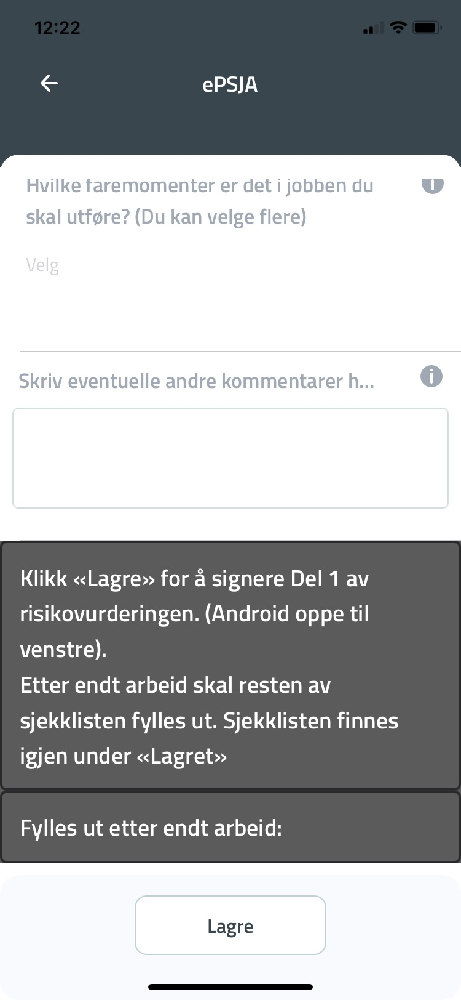 12:22
ePSJA
Hvilke faremomenter er det i jobben du
skal utføre? (Du kan velge flere)
Velg
Skriv eventuelle andre kommentarer h...
Klikk «Lagre» for å signere Del 1 av
risikovurderingen. (Android oppe til
venstre).
Etter endt arbeid skal resten av
sjekklisten fylles ut. Sjekklisten finnes
igjen under «Lagret»
Fylles ut etter endt arbeid:
Lagre